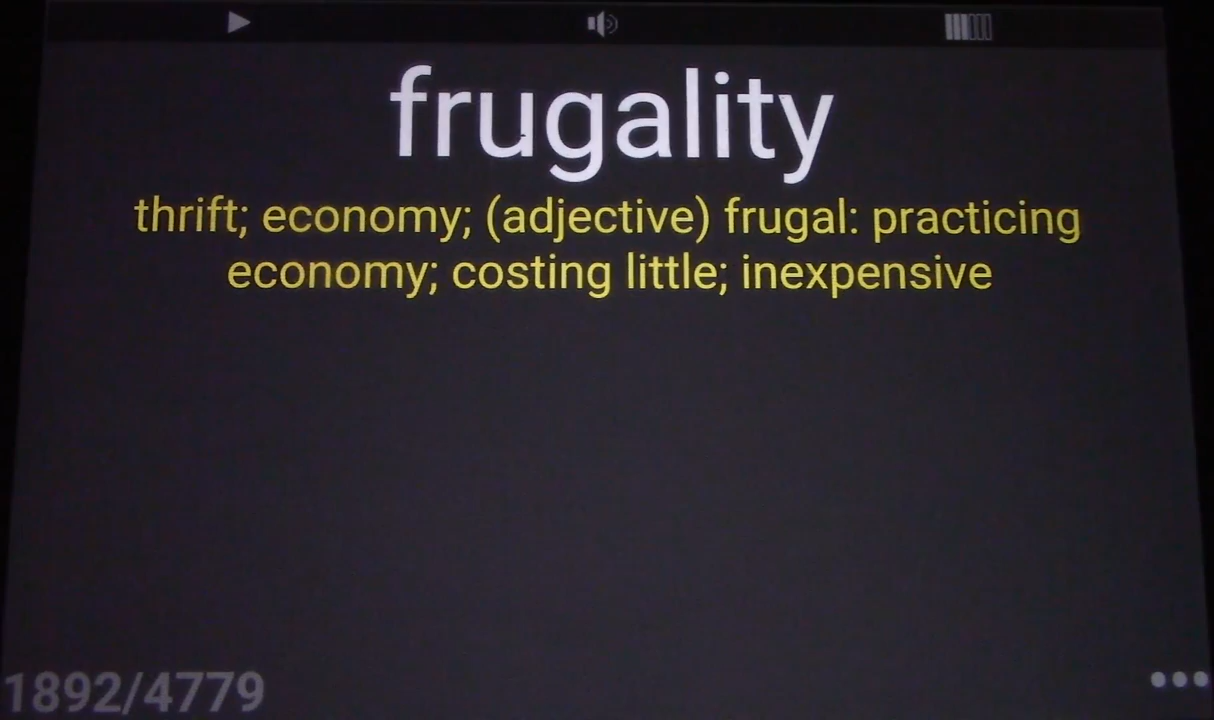 frugality
thrift; economy; (adjective) frugal: practicing
economy; costing little; inexpensive
1892/4779